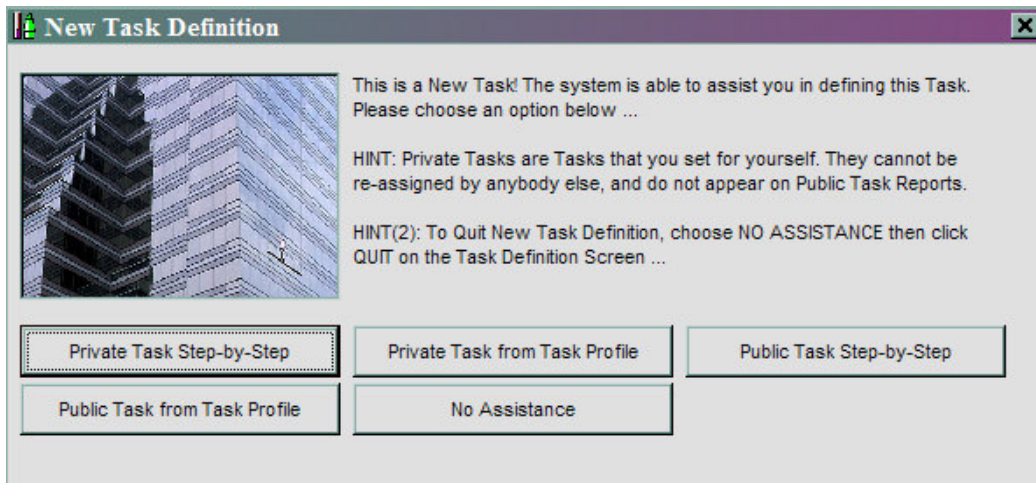 New Task Definition
This is a New Task! The system is able to assist you in defining this Task.
Please choose an option below ...
HINT: Private Tasks are Tasks that you set for yourself. They cannot be
re-assigned by anybody else, and do not appear on Public Task Reports.
HINT(2): To Quit New Task Definition, choose NO ASSISTANCE then click
QUIT on the Task Definition Screen ...
Private Task Step-by-Step
Private Task from Task Profile
Public Task Step-by-Step
Public Task from Task Profile
No Assistance